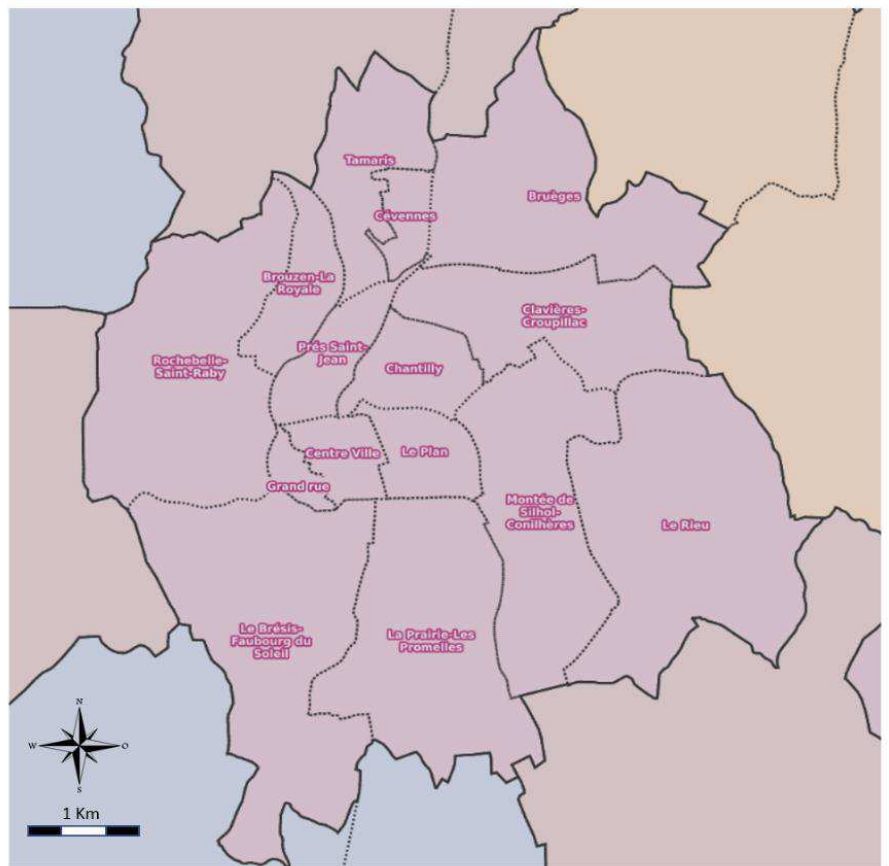 Tamaris
Bruèges
Cévennes
Brouzen-La
Royale
Clavières-
Croupillac
Prés Saint-
Jean
Rochebelle-
Saint-Raby
Chantilly
Centre Ville
Le Plan
Grand rue
Montée de
Silhol-
Conilhères
Le Rieu
Le Brésis-
Faubourg du
Soleil
La Prairie-Les
Promelles
N
W
O
S
1 Km